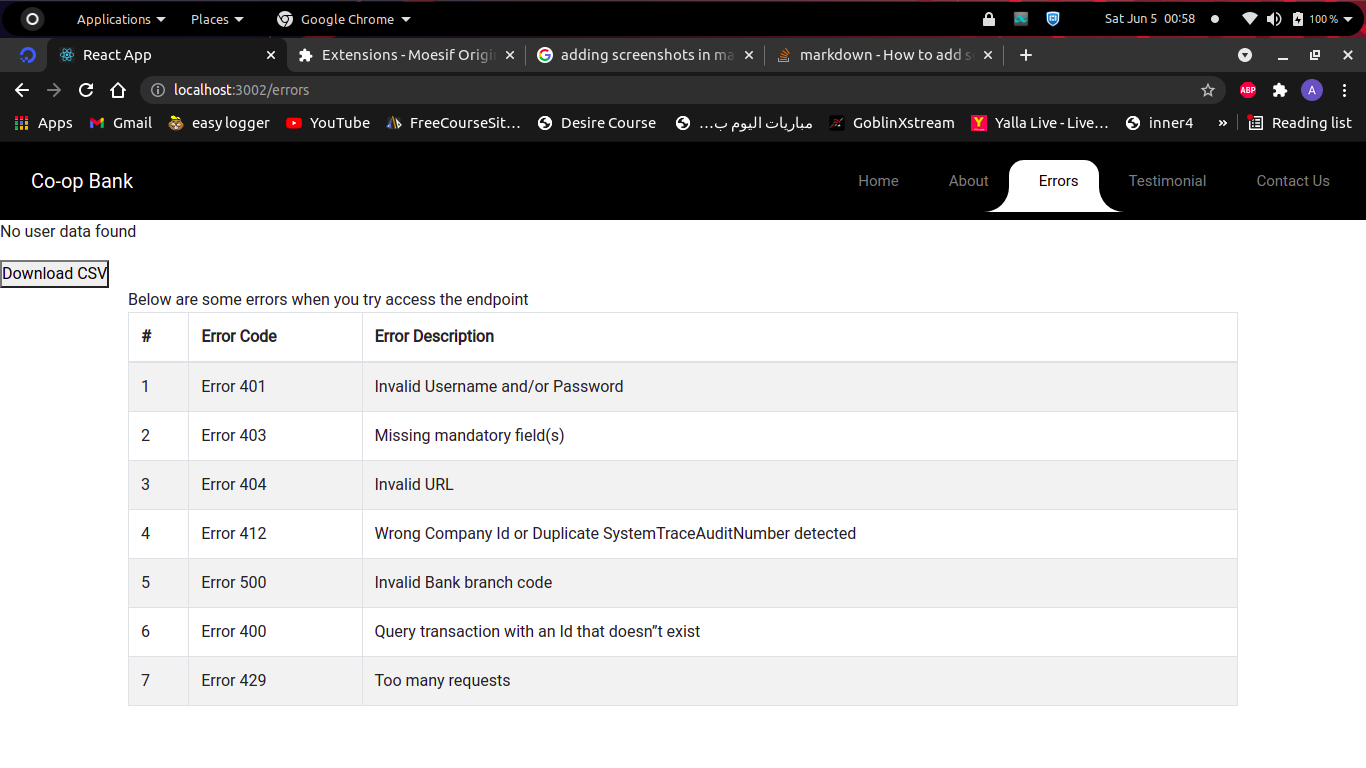 Applications Places Google Chrome Sat Jun 5 00:58 100 %
React App Extensions - Moesif Origi adding screenshots in ma markdown - How to add s
localhost:3002/errors ABP A
Apps Gmail easy logger YouTube FreeCourseSit... Desire Course مباريات اليوم ب... GoblinXstream Yalla Live - Live... inner4 » Reading list
Co-op Bank Home About Errors Testimonial Contact Us
No user data found
Download CSV
Below are some errors when you try access the endpoint
# Error Code Error Description
1 Error 401 Invalid Username and/or Password
2 Error 403 Missing mandatory field(s)
3 Error 404 Invalid URL
4 Error 412 Wrong Company Id or Duplicate SystemTraceAuditNumber detected
5 Error 500 Invalid Bank branch code
6 Error 400 Query transaction with an Id that doesn”t exist
7 Error 429 Too many requests